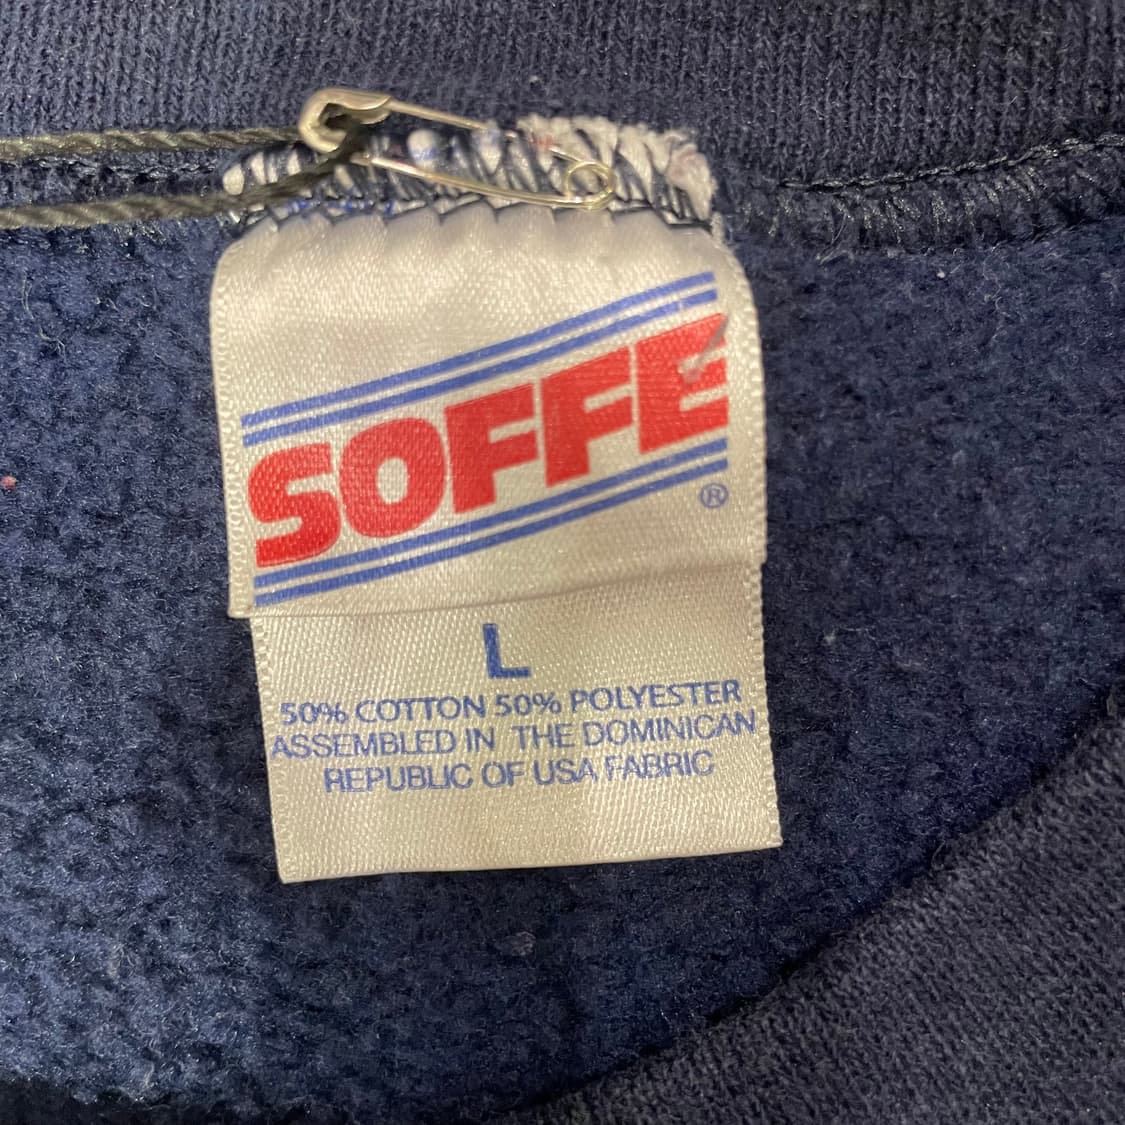 SOFFE
®
L
50% COTTON 50% POLYESTER
ASSEMBLED IN THE DOMINICAN
REPUBLIC OF USA FABRIC